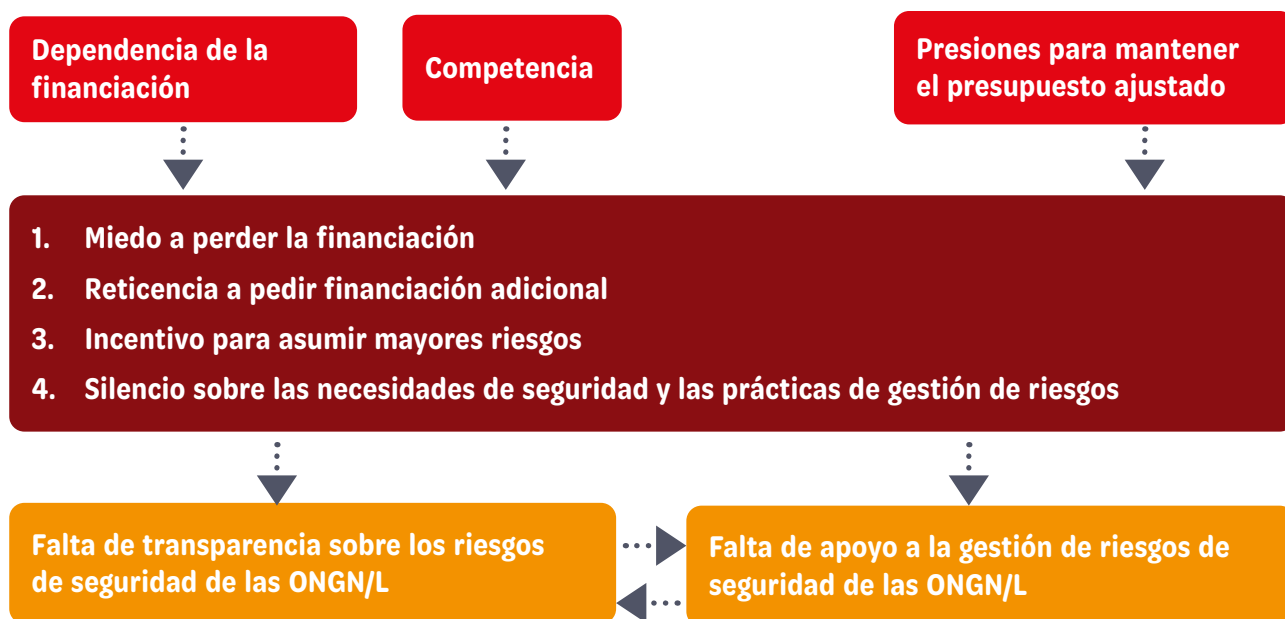 Dependencia de la
financiación
Competencia
Presiones para mantener
el presupuesto ajustado
1. Miedo a perder la financiación
2. Reticencia a pedir financiación adicional
3. Incentivo para asumir mayores riesgos
4. Silencio sobre las necesidades de seguridad y las prácticas de gestión de riesgos
Falta de transparencia sobre los riesgos
de seguridad de las ONGN/L
Falta de apoyo a la gestión de riesgos de
seguridad de las ONGN/L